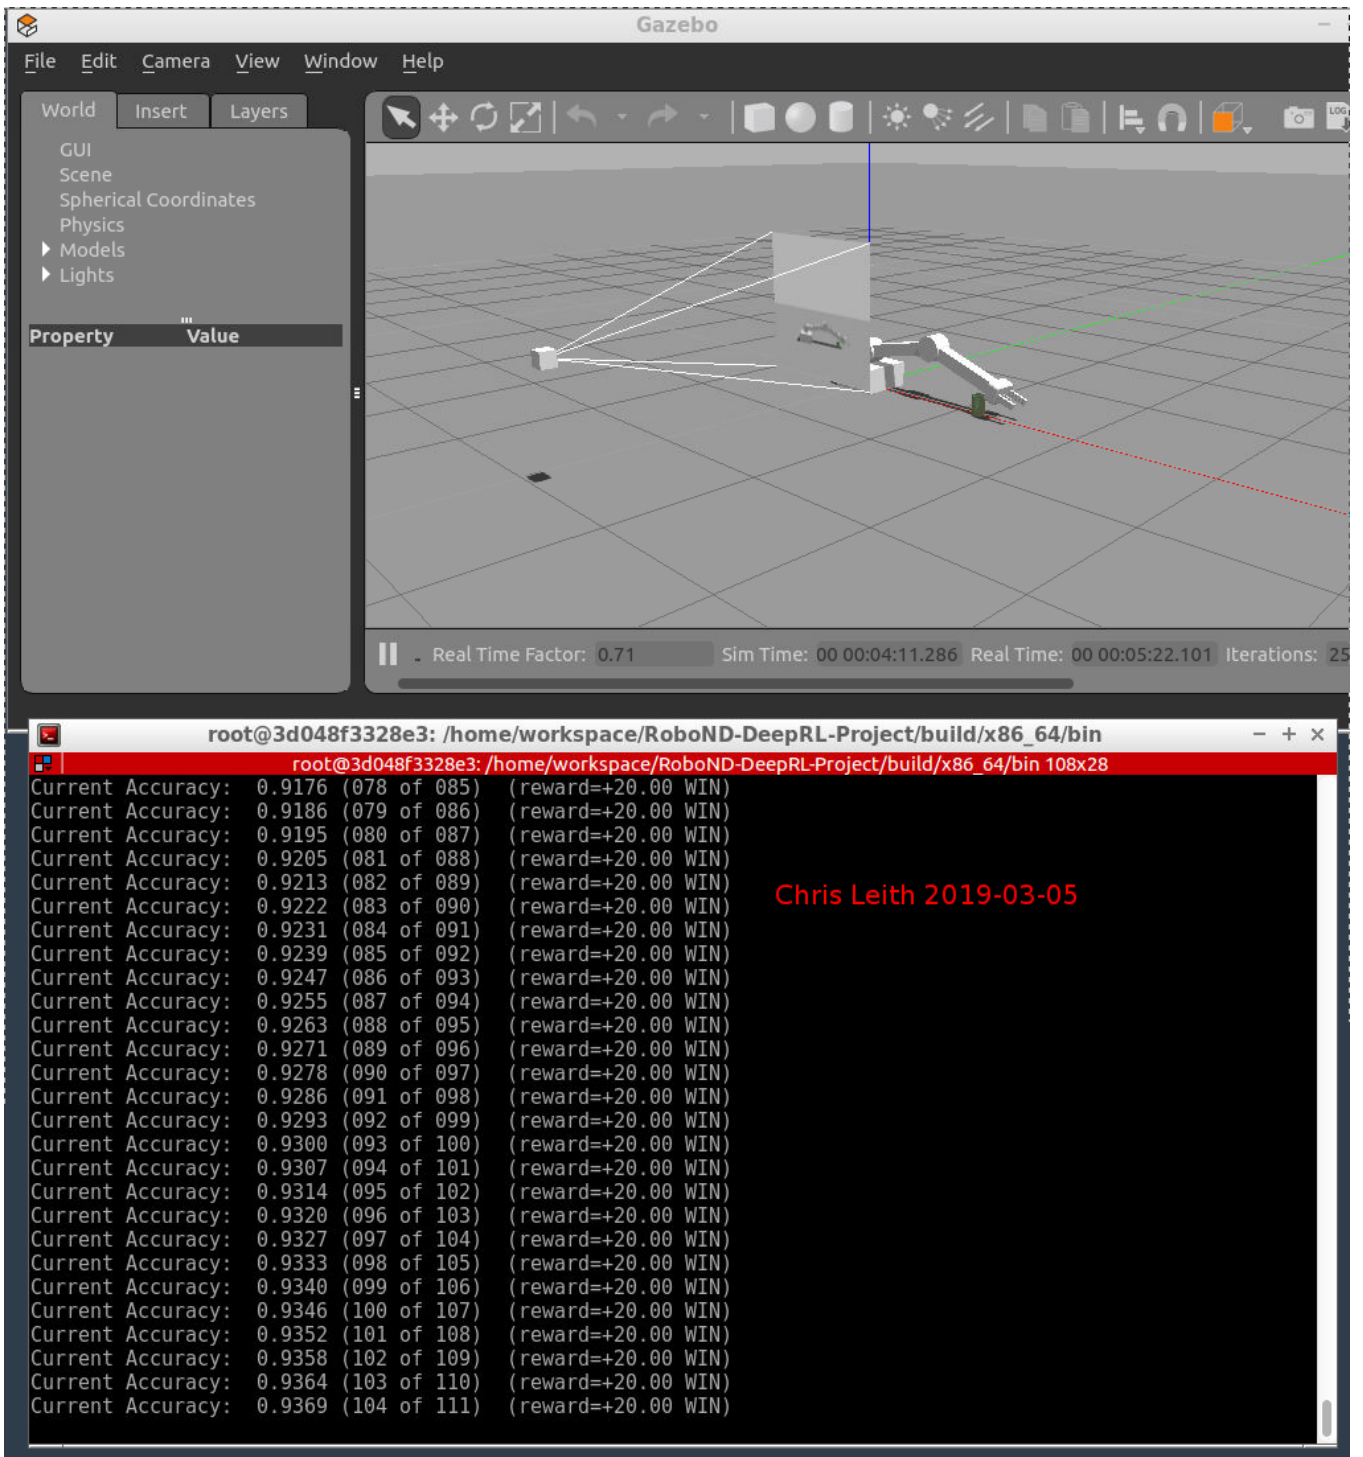 Gazebo
File Edit Camera View Window Help
World Insert Layers
LOG
GUI
Scene
Spherical Coordinates
Physics
Models
Lights
Property Value
Real Time Factor: 0.71 Sim Time: 00 00:04:11.286 Real Time: 00 00:05:22.101 Iterations: 25
root@3d048f3328e3: /home/workspace/RoboND-DeepRL-Project/build/x86_64/bin
root@3d048f3328e3: /home/workspace/RoboND-DeepRL-Project/build/x86_64/bin 108x28
Current Accuracy: 0.9176 (078 of 085) (reward=+20.00 WIN)
Current Accuracy: 0.9186 (079 of 086) (reward=+20.00 WIN)
Current Accuracy: 0.9195 (080 of 087) (reward=+20.00 WIN)
Current Accuracy: 0.9205 (081 of 088) (reward=+20.00 WIN)
Current Accuracy: 0.9213 (082 of 089) (reward=+20.00 WIN)
Chris Leith 2019-03-05
Current Accuracy: 0.9222 (083 of 090) (reward=+20.00 WIN)
Current Accuracy: 0.9231 (084 of 091) (reward=+20.00 WIN)
Current Accuracy: 0.9239 (085 of 092) (reward=+20.00 WIN)
Current Accuracy: 0.9247 (086 of 093) (reward=+20.00 WIN)
Current Accuracy: 0.9255 (087 of 094) (reward=+20.00 WIN)
Current Accuracy: 0.9263 (088 of 095) (reward=+20.00 WIN)
Current Accuracy: 0.9271 (089 of 096) (reward=+20.00 WIN)
Current Accuracy: 0.9278 (090 of 097) (reward=+20.00 WIN)
Current Accuracy: 0.9286 (091 of 098) (reward=+20.00 WIN)
Current Accuracy: 0.9293 (092 of 099) (reward=+20.00 WIN)
Current Accuracy: 0.9300 (093 of 100) (reward=+20.00 WIN)
Current Accuracy: 0.9307 (094 of 101) (reward=+20.00 WIN)
Current Accuracy: 0.9314 (095 of 102) (reward=+20.00 WIN)
Current Accuracy: 0.9320 (096 of 103) (reward=+20.00 WIN)
Current Accuracy: 0.9327 (097 of 104) (reward=+20.00 WIN)
Current Accuracy: 0.9333 (098 of 105) (reward=+20.00 WIN)
Current Accuracy: 0.9340 (099 of 106) (reward=+20.00 WIN)
Current Accuracy: 0.9346 (100 of 107) (reward=+20.00 WIN)
Current Accuracy: 0.9352 (101 of 108) (reward=+20.00 WIN)
Current Accuracy: 0.9358 (102 of 109) (reward=+20.00 WIN)
Current Accuracy: 0.9364 (103 of 110) (reward=+20.00 WIN)
Current Accuracy: 0.9369 (104 of 111) (reward=+20.00 WIN)